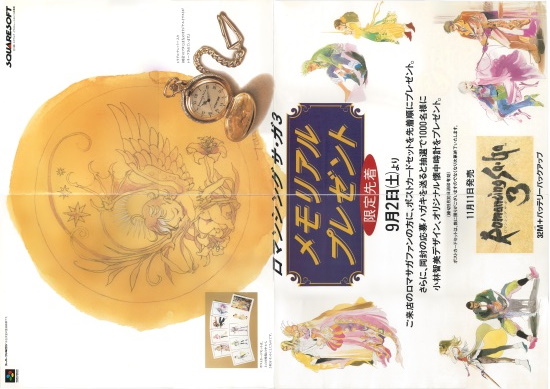 SQUARESOFT
ロマンシング サ・ガ3
メモリアル
プレゼント
限定先着
9月2日(土)より
ご来店のロマサガファンの方に、ポストカードセットを先着順にプレゼント。
さらに、同封の応募ハガキを送ると抽選で1000名様に
小林智美デザイン、オリジナル懐中時計をプレゼント。
Romancing Sa・Ga
3
11月11日発売
32M+バッテリーバックアップ